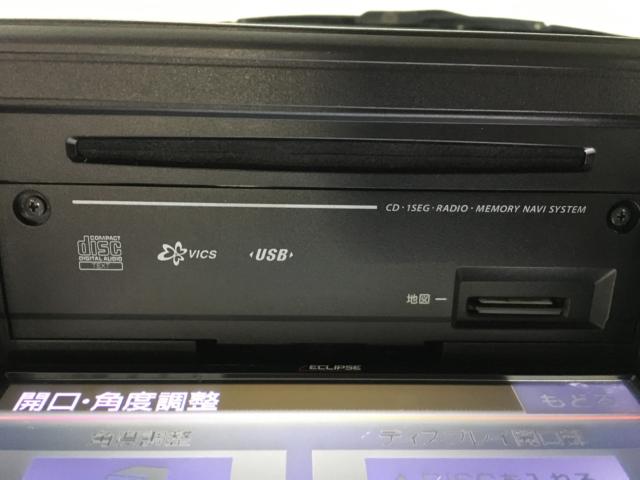 CD・1SEG・RADIO・MEMORY NAVI SYSTEM
COMPACT
disc
DIGITAL AUDIO
TEXT
VICS
USB
地図
ECLIPSE
開口・角度調整
もどる